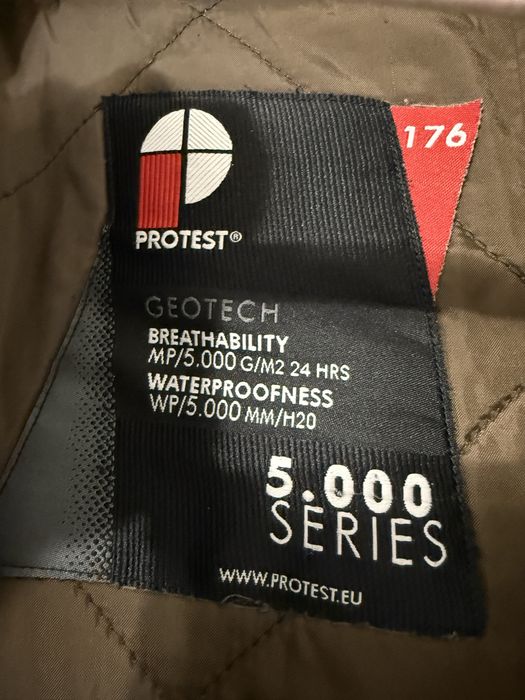 176
PROTEST®
GEOTECH
BREATHABILITY
MP/5.000 G/M2 24 HRS
WATERPROOFNESS
WP/5.000 MM/H20
5.000
SERIES
WWW.PROTEST.EU